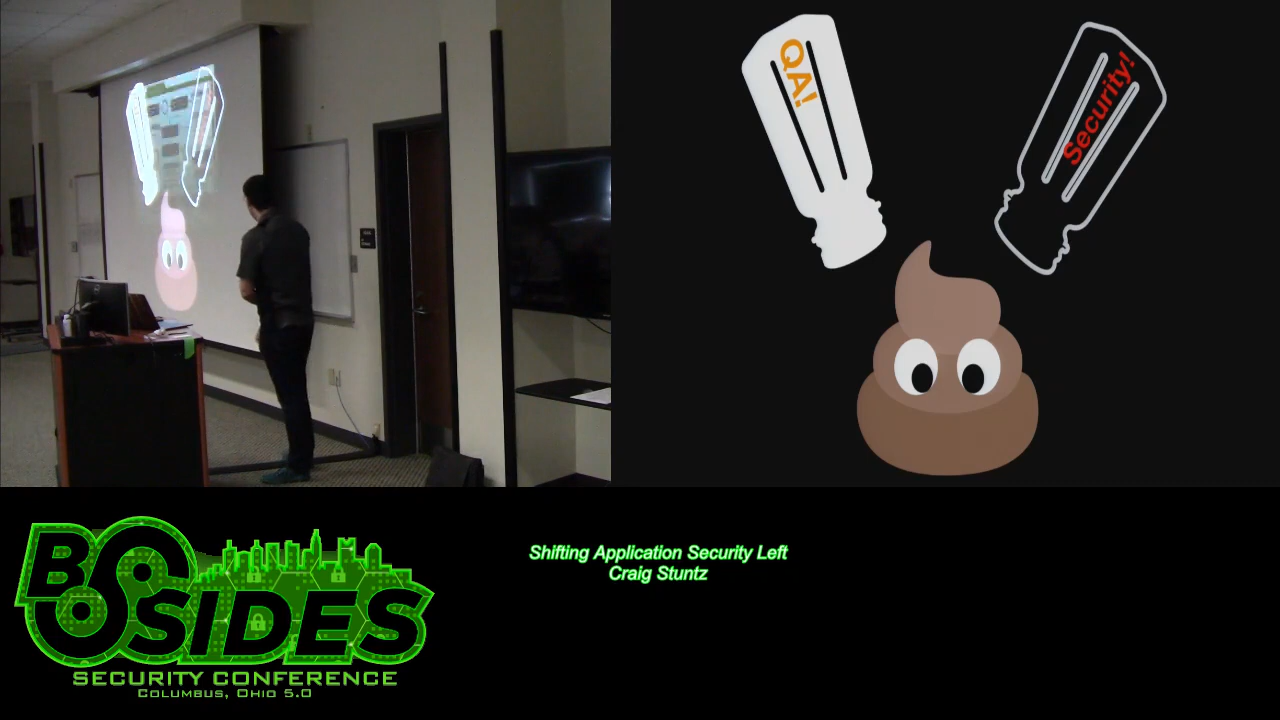 QA!
Security!
BSIDES
SECURITY CONFERENCE
Columbus, Ohio 5.0
Shifting Application Security Left
Craig Stuntz